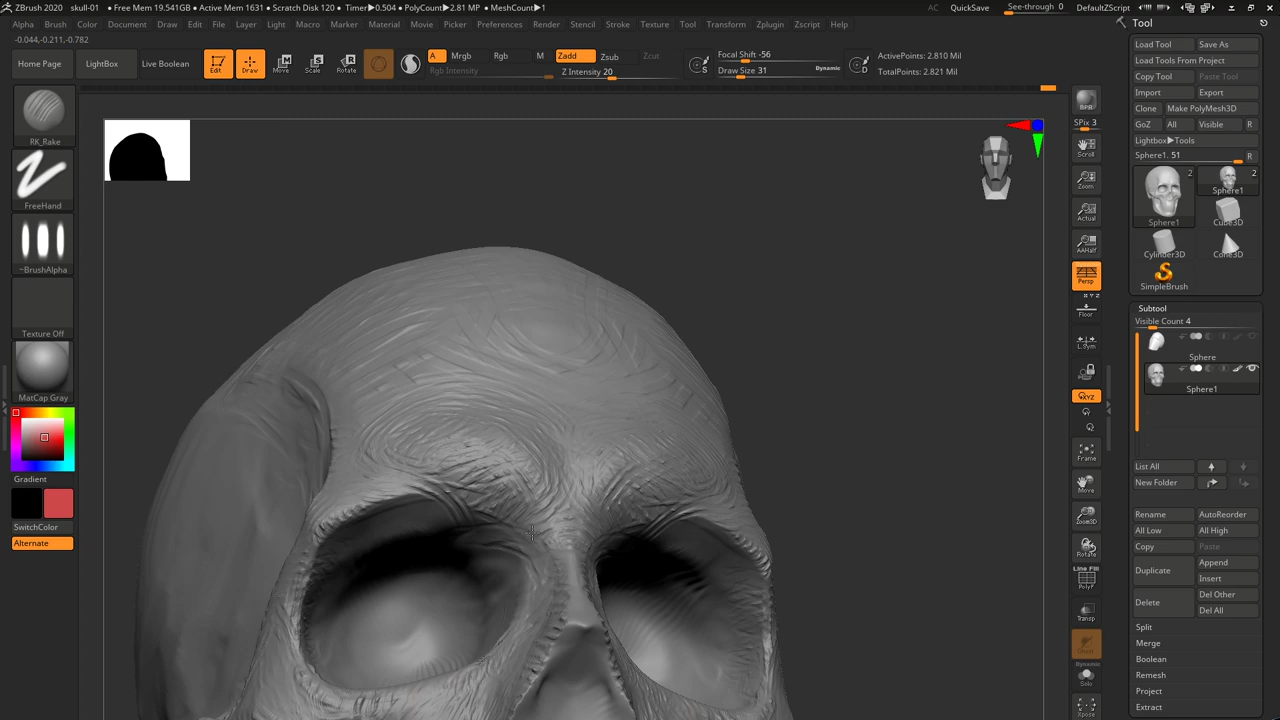 ZBrush 2020 skull-01 ● Free Mem 19.541GB ● Active Mem 1631 ● Scratch Disk 120 ● Timer▶0.504 ● PolyCount▶2.81 MP ● MeshCount▶1 AC QuickSave See-through 0 DefaultZScript
Alpha Brush Color Document Draw Edit File Layer Light Macro Marker Material Movie Picker Preferences Render Stencil Stroke Texture Tool Transform Zplugin Zscript Help
-0.044,-0.211,-0.782
Home Page LightBox Live Boolean Edit Draw Move Scale Rotate A Mrgb Rgb M Zadd Zsub Zcut Focal Shift -56 ActivePoints: 2.810 Mil
Rgb Intensity Z Intensity 20 S Draw Size 31 Dynamic D TotalPoints: 2.821 Mil
RK_Rake
FreeHand
~BrushAlpha
Texture Off
MatCap Gray
Gradient
SwitchColor
Alternate
BPR
SPix 3
Scroll
Zoom
Actual
AAHalf
Persp
X Y Z
Floor
L.Sym
XYZ
Frame
Move
Zoom3D
Rotate
Line Fill
PolyF
Transp
Ghost
Dynamic
Solo
Xpose
Tool
Load Tool Save As
Load Tools From Project
Copy Tool Paste Tool
Import Export
Clone Make PolyMesh3D
GoZ All Visible R
Lightbox▶Tools
Sphere1. 51 R
2 2
Sphere1
Sphere1 Cube3D
Cylinder3D Cone3D
SimpleBrush
Subtool
Visible Count 4
Sphere
Sphere1
List All
New Folder
Rename AutoReorder
All Low All High
Copy Paste
Duplicate Append
Insert
Delete Del Other
Del All
Split
Merge
Boolean
Remesh
Project
Extract